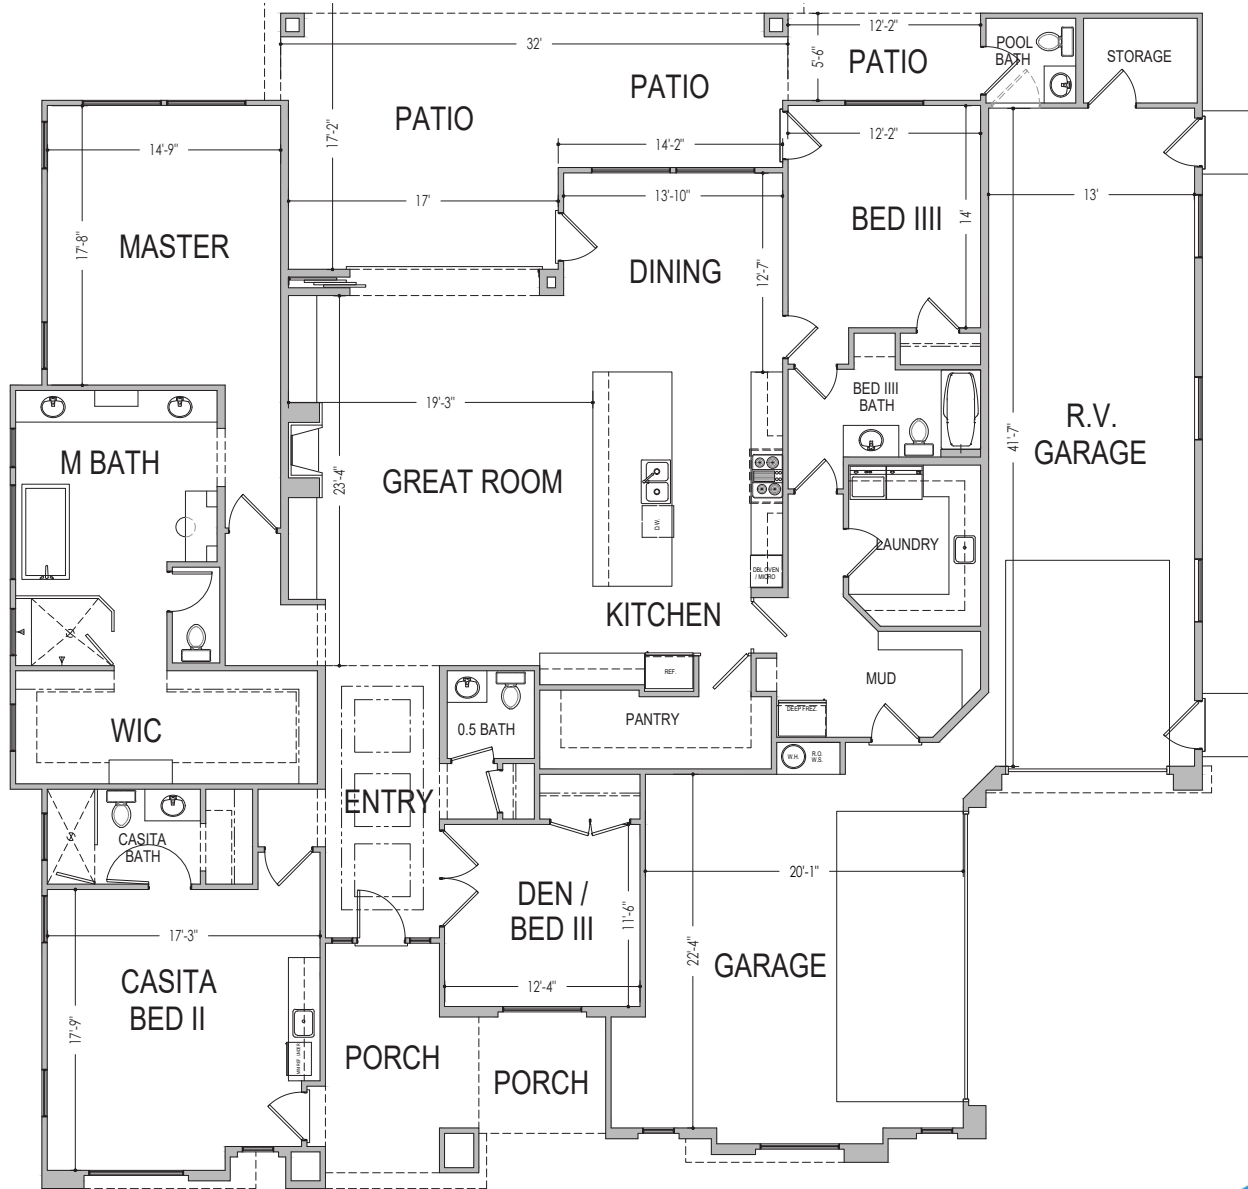 32'
12'-2"
5'-6"
PATIO
POOL
BATH
STORAGE
PATIO
PATIO
17'-2"
14'-2"
12'-2"
14'-9"
17'
13'-10"
13'
17'-8"
MASTER
BED IIII
14'
DINING
12'-7"
19'-3"
BED IIII
BATH
R.V.
GARAGE
41'-7"
M BATH
GREAT ROOM
23'-4"
D.W.
LAUNDRY
DBL OVEN
/ MICRO
KITCHEN
REF.
MUD
PANTRY
DEEP FREZ.
WIC
0.5 BATH
W.H.
R.O.
W.S.
ENTRY
CASITA
BATH
20'-1"
DEN /
BED III
11'-6"
17'-3"
22'-4"
GARAGE
CASITA
BED II
12'-4"
17'-9"
MINI REF. UNDER
PORCH
PORCH